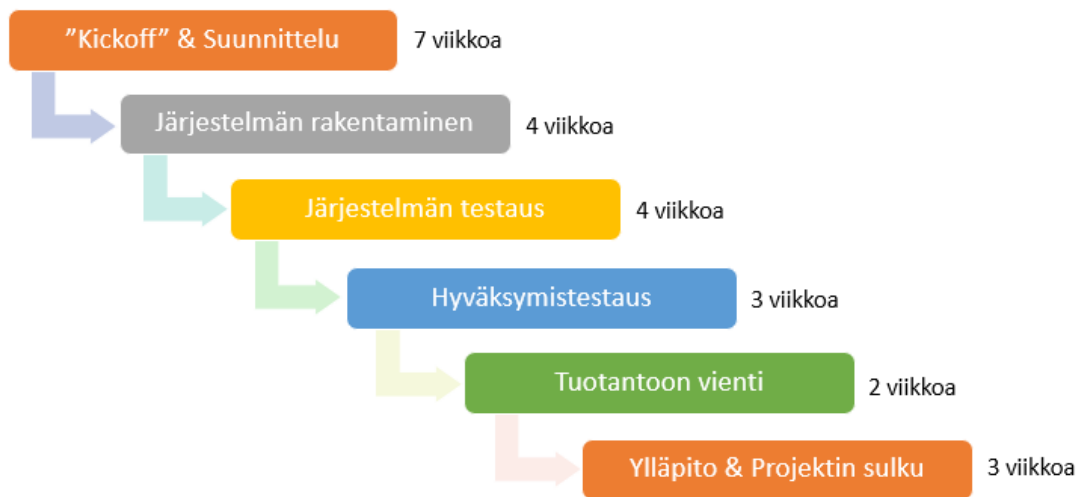 ”Kickoff” & Suunnittelu 7 viikkoa
Järjestelmän rakentaminen 4 viikkoa
Järjestelmän testaus 4 viikkoa
Hyväksymistestaus 3 viikkoa
Tuotantoon vienti 2 viikkoa
Ylläpito & Projektin sulku 3 viikkoa